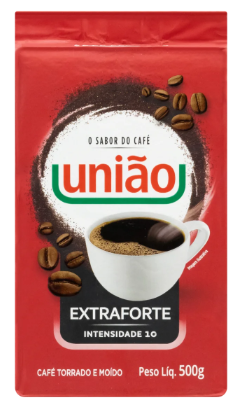 O SABOR DO CAFÉ
união
EXTRAFORTE
INTENSIDADE 10
CAFÉ TORRADO E MOÍDO Peso Líq. 500g